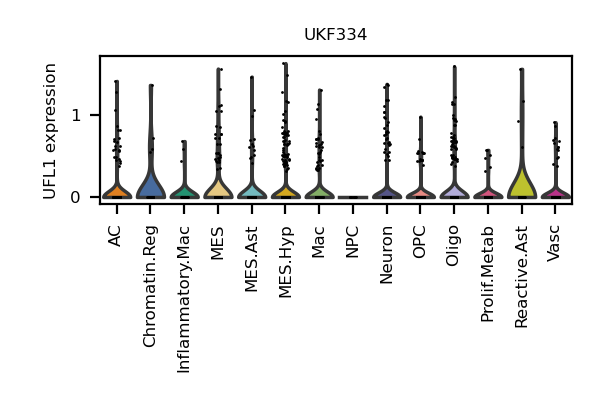 UKF334
UFL1 expression
1
0
AC
Chromatin.Reg
Inflammatory.Mac
MES
MES.Ast
MES.Hyp
Mac
NPC
Neuron
OPC
Oligo
Prolif.Metab
Reactive.Ast
Vasc